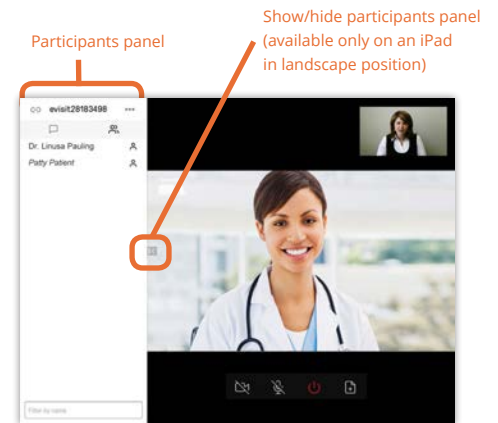 Show/hide participants panel
(available only on an iPad
in landscape position)
Participants panel
evisit28183498
Dr. Linusa Pauling
Patty Patient
Filter by name